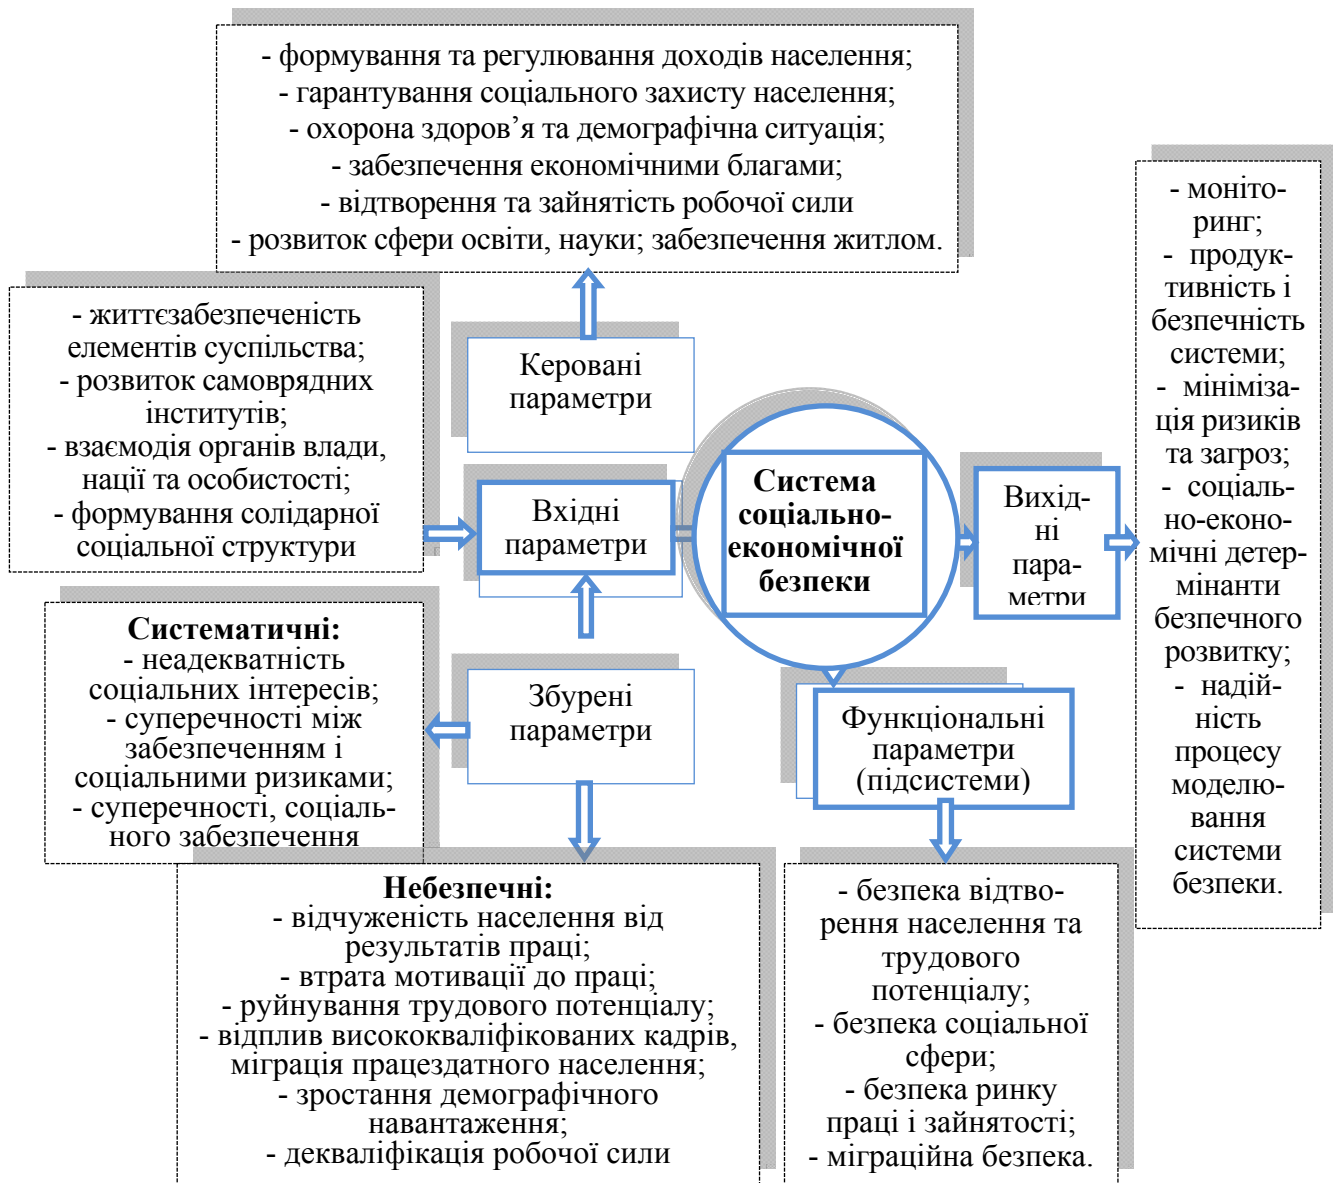 - формування та регулювання доходів населення;
- гарантування соціального захисту населення;
- охорона здоров’я та демографічна ситуація;
- забезпечення економічними благами;
- відтворення та зайнятість робочої сили
- розвиток сфери освіти, науки; забезпечення житлом.
- життєзабезпеченість
елементів суспільства;
- розвиток самоврядних
інститутів;
- взаємодія органів влади,
нації та особистості;
- формування солідарної
соціальної структури
Керовані
параметри
Вхідні
параметри
Система
соціально-
економічної
безпеки
Вихід-
ні
пара-
метри
- моніто-
ринг;
- продук-
тивність і
безпечність
системи;
- мініміза-
ція ризиків
та загроз;
- соціаль-
но-еконо-
мічні детер-
мінанти
безпечного
розвитку;
- надій-
ність
процесу
моделю-
вання
системи
безпеки.
Систематичні:
- неадекватність
соціальних інтересів;
- суперечності між
забезпеченням і
соціальними ризиками;
- суперечності, соціаль-
ного забезпечення
Збурені
параметри
Функціональні
параметри
(підсистеми)
Небезпечні:
- відчуженість населення від
результатів праці;
- втрата мотивації до праці;
- руйнування трудового потенціалу;
- відплив висококваліфікованих кадрів,
міграція працездатного населення;
- зростання демографічного
навантаження;
- декваліфікація робочої сили
- безпека відтво-
рення населення та
трудового
потенціалу;
- безпека соціальної
сфери;
- безпека ринку
праці і зайнятості;
- міграційна безпека.